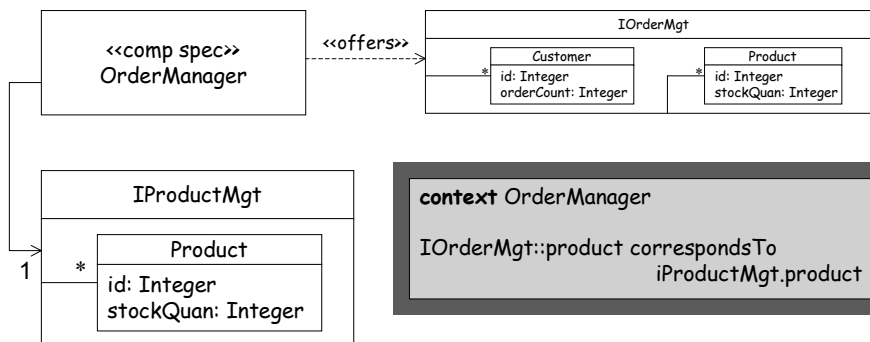 «comp spec»
OrderManager
«offers»
IOrderMgt
Customer
*
id: Integer
orderCount: Integer
Product
*
id: Integer
stockQuan: Integer
IProductMgt
Product
1
*
id: Integer
stockQuan: Integer
context OrderManager
IOrderMgt::product correspondsTo
iProductMgt.product